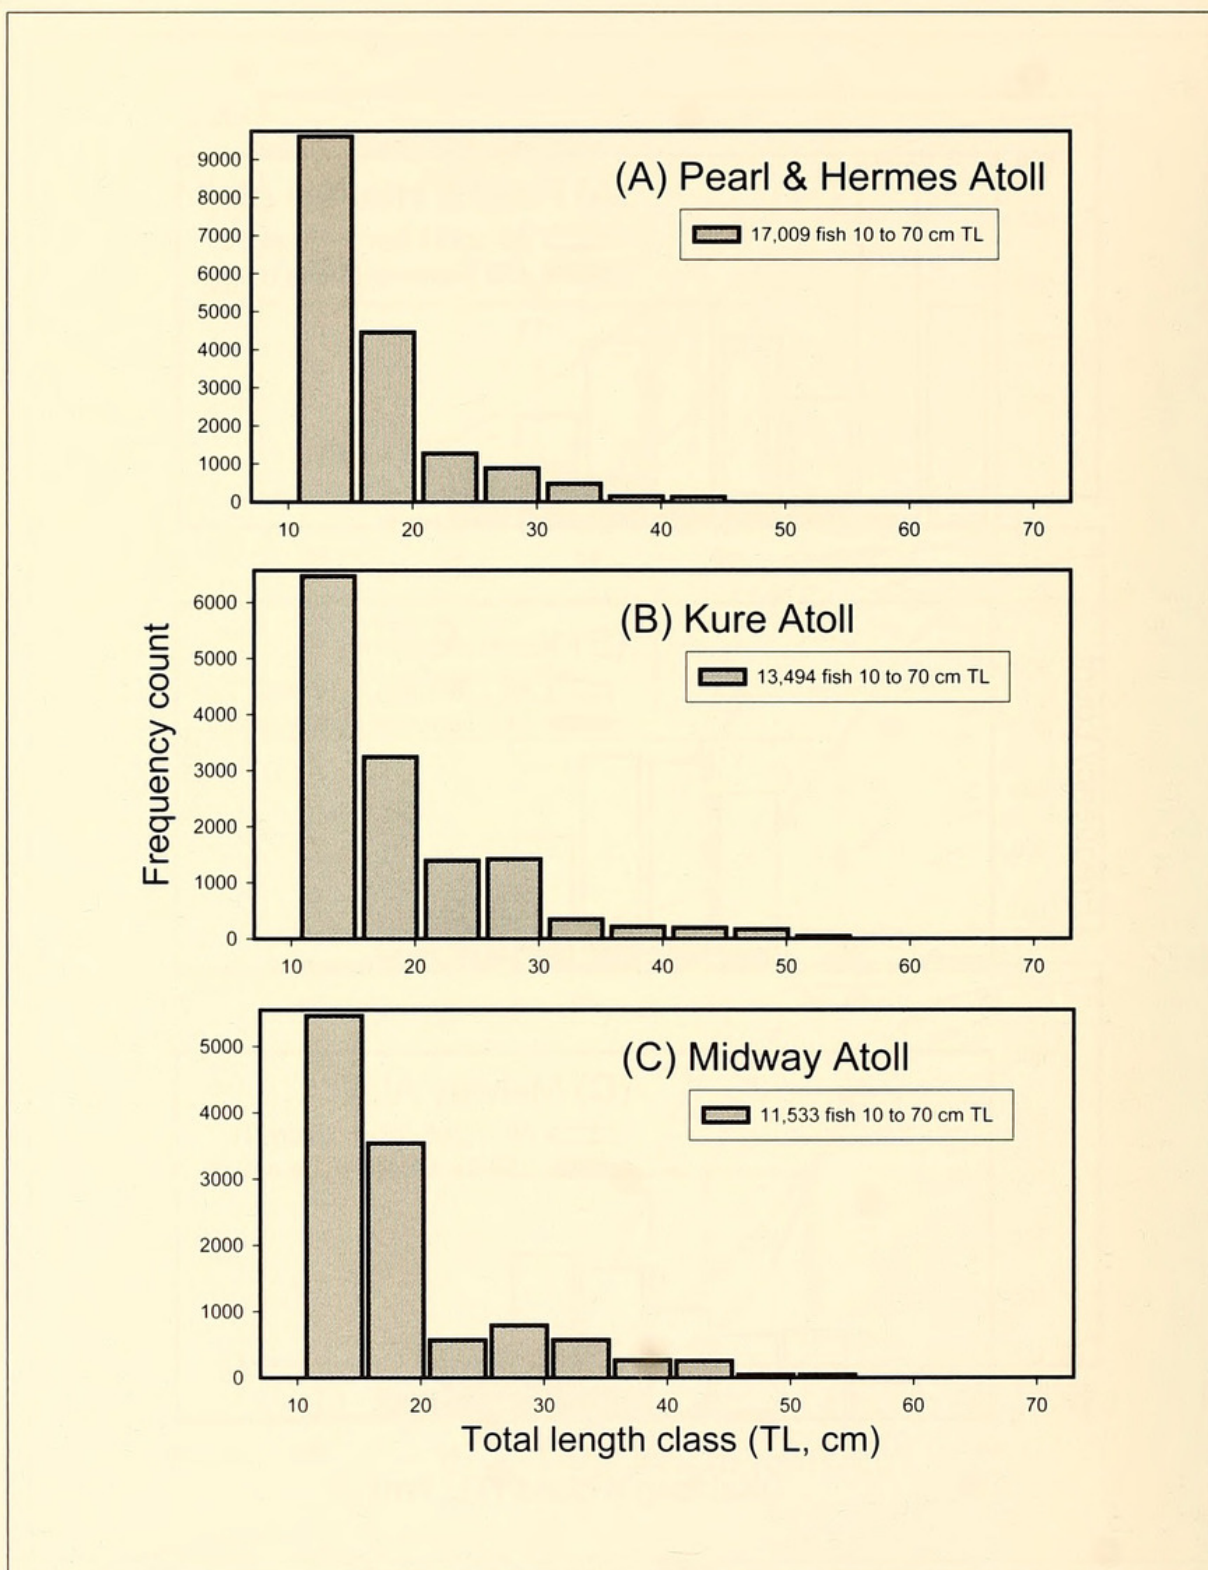 (A) Pearl & Hermes Atoll
17,009 fish 10 to 70 cm TL
9000
8000
7000
6000
5000
4000
3000
2000
1000
0
10 20 30 40 50 60 70
(B) Kure Atoll
13,494 fish 10 to 70 cm TL
Frequency count
6000
5000
4000
3000
2000
1000
0
10 20 30 40 50 60 70
(C) Midway Atoll
11,533 fish 10 to 70 cm TL
5000
4000
3000
2000
1000
0
10 20 30 40 50 60 70
Total length class (TL, cm)